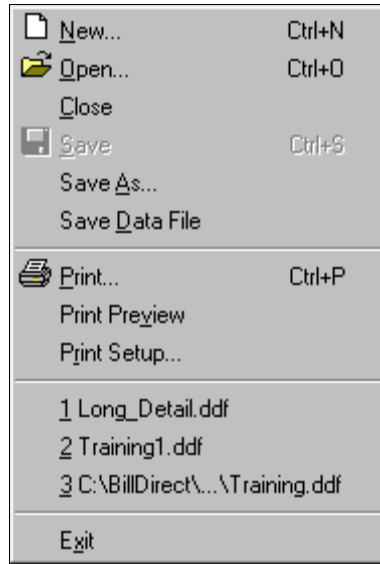 New... Ctrl+N
Open... Ctrl+O
Close
Save Ctrl+S
Save As...
Save Data File
Print... Ctrl+P
Print Preview
Print Setup...
1 Long_Detail.ddf
2 Training1.ddf
3 C:\BillDirect\...\Training.ddf
Exit